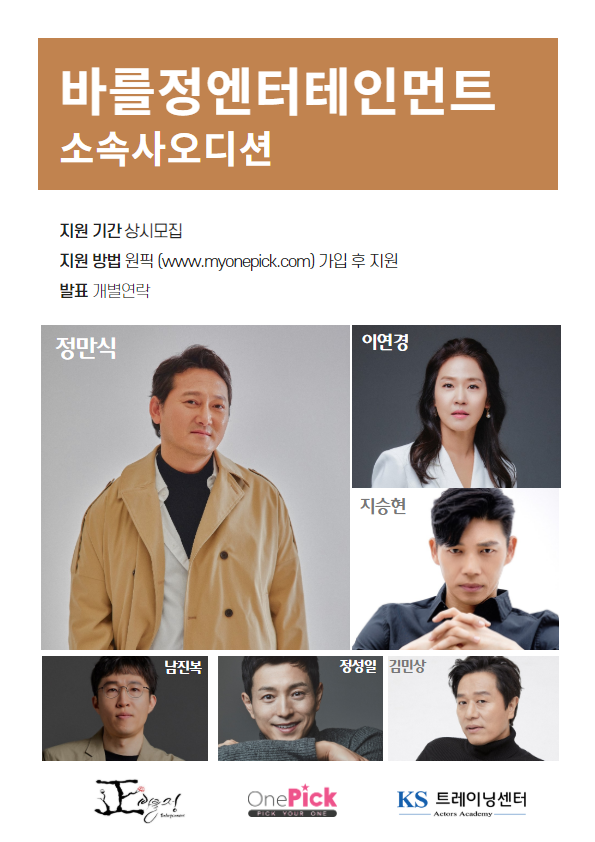 바를정엔터테인먼트
소속사오디션
지원 기간 상시모집
지원 방법 원픽 (www.myonepick.com) 가입 후 지원
발표 개별연락
정만식
이연경
지승현
남진복
정성일
김민상
正 바를정
Entertainment
OnePick
PICK YOUR ONE
KS 트레이닝센터
Actors Academy